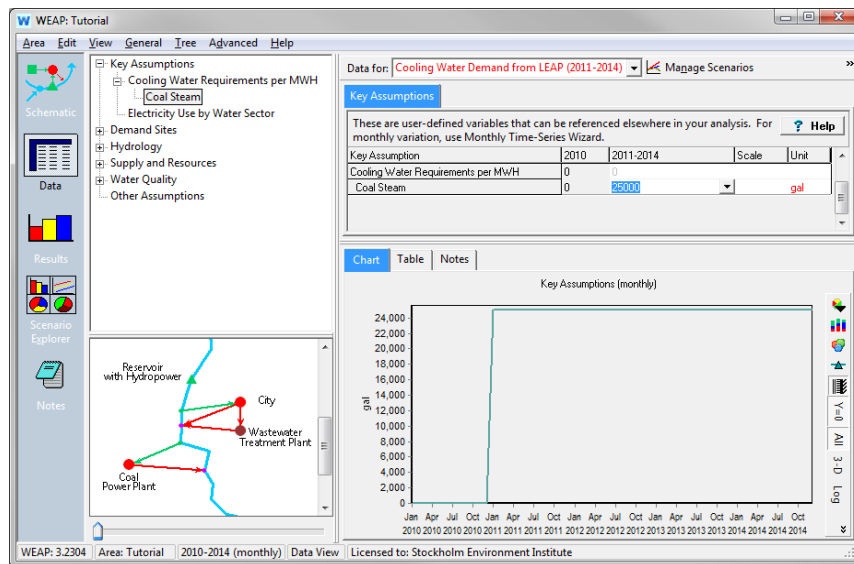 WEAP: Tutorial
Area Edit View General Tree Advanced Help
Schematic
Data
Results
Scenario
Explorer
Notes
Key Assumptions
Cooling Water Requirements per MWH
Coal Steam
Electricity Use by Water Sector
Demand Sites
Hydrology
Supply and Resources
Water Quality
Other Assumptions
Reservoir
with Hydropower
City
Wastewater
Treatment Plant
Coal
Power Plant
Data for: Cooling Water Demand from LEAP (2011-2014) Manage Scenarios »
Key Assumptions
These are user-defined variables that can be referenced elsewhere in your analysis. For
monthly variation, use Monthly Time-Series Wizard.
? Help
Key Assumption 2010 2011-2014 Scale Unit
Cooling Water Requirements per MWH 0 0
Coal Steam 0 25000 gal
Chart Table Notes
Key Assumptions (monthly)
gal
24,000
22,000
20,000
18,000
16,000
14,000
12,000
10,000
8,000
6,000
4,000
2,000
0
Jan Apr Jul Oct Jan Apr Jul Oct Jan Apr Jul Oct Jan Apr Jul Oct Jan Apr Jul Oct
2010 2010 2010 2010 2011 2011 2011 2011 2012 2012 2012 2012 2013 2013 2013 2013 2014 2014 2014 2014
Y=0
All
3-D
Log
WEAP: 3.2304 Area: Tutorial 2010-2014 (monthly) Data View Licensed to: Stockholm Environment Institute